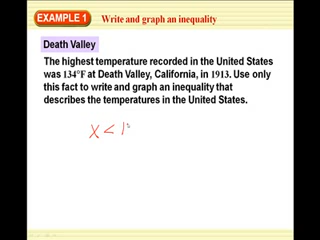 EXAMPLE 1 Write and graph an inequality
Death Valley
The highest temperature recorded in the United States
was 134°F at Death Valley, California, in 1913. Use only
this fact to write and graph an inequality that
describes the temperatures in the United States.
x < 1